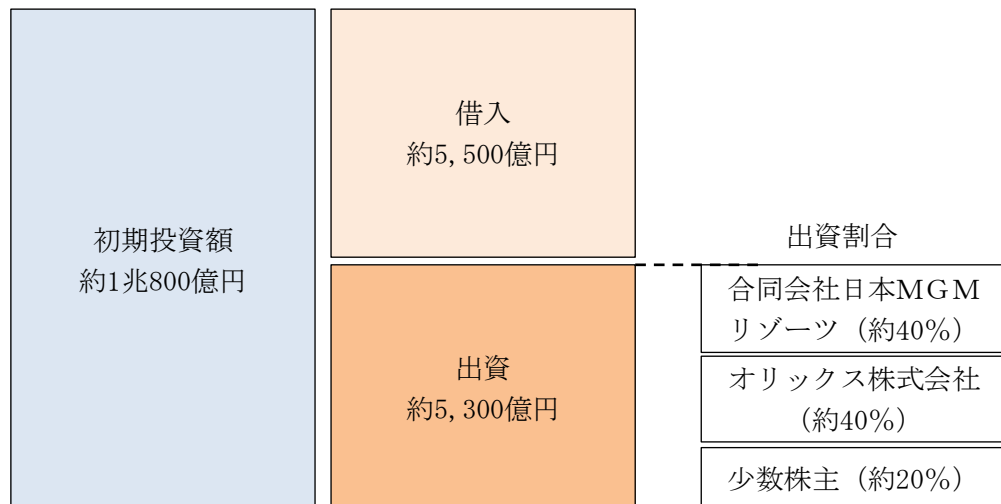 初期投資額
約1兆800億円
借入
約5,500億円
出資
約5,300億円
出資割合
合同会社日本ＭＧＭ
リゾーツ（約40％）
オリックス株式会社
（約40％）
少数株主（約20％）